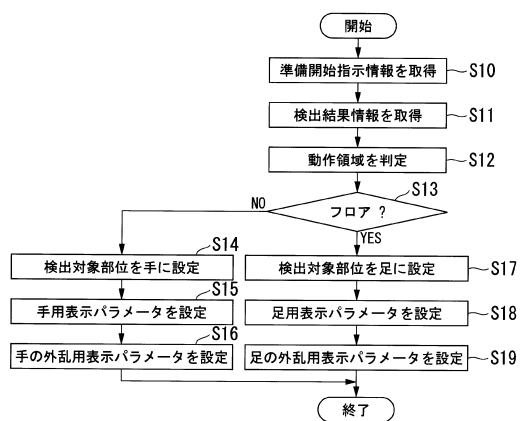 開始
準備開始指示情報を取得 S10
検出結果情報を取得 S11
動作領域を判定 S12
S13
フロア ?
NO
YES
S14
検出対象部位を手に設定
S15
手用表示パラメータを設定
S16
手の外乱用表示パラメータを設定
検出対象部位を足に設定 S17
足用表示パラメータを設定 S18
足の外乱用表示パラメータを設定 S19
終了